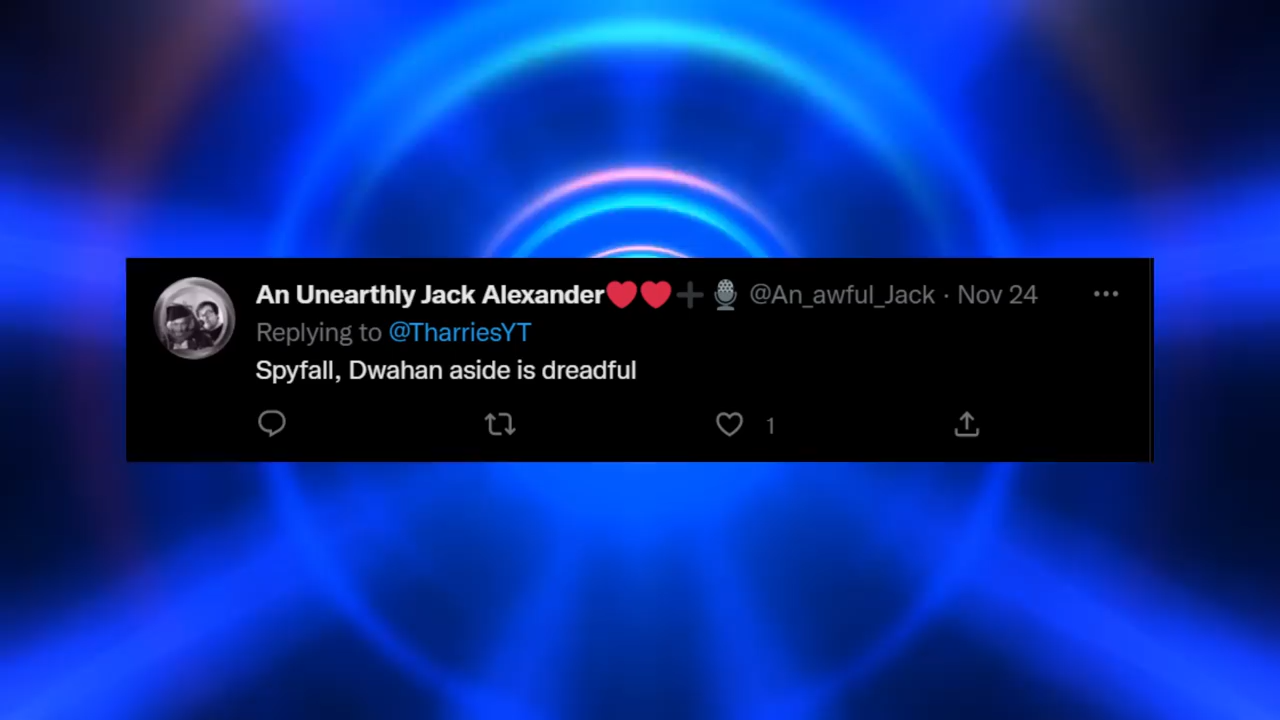 An Unearthly Jack Alexander❤️❤️➕🎙️ @An_awful_Jack · Nov 24
Replying to @TharriesYT
Spyfall, Dwahan aside is dreadful
1